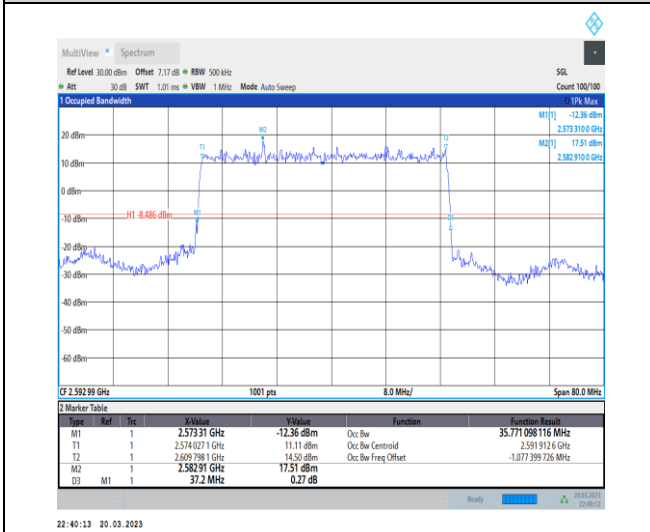 MultiView Spectrum
Ref Level 30.00 dBm Offset 7.17 dB RBW 500 kHz SGL
Att 30 dB SWT 1.01 ms VBW 1 MHz Mode Auto Sweep Count 100/100
1 Occupied Bandwidth 1Pk Max
M1[1] -12.36 dBm
2.573 310 0 GHz
M2[1] 17.51 dBm
2.582 910 0 GHz
20 dBm
M2
T1
T2
10 dBm
0 dBm
H1 -8.486 dBm
M1
-10 dBm
-20 dBm
-30 dBm
-40 dBm
-50 dBm
-60 dBm
CF 2.592 99 GHz 1001 pts 8.0 MHz/ Span 80.0 MHz
2 Marker Table
Type Ref Trc X-Value Y-Value Function Function Result
M1 1 2.573 31 GHz -12.36 dBm Occ Bw 35.771 098 116 MHz
T1 1 2.574 027 1 GHz 11.11 dBm Occ Bw Centroid 2.591 912 6 GHz
T2 1 2.609 798 1 GHz 14.50 dBm Occ Bw Freq Offset -1.077 399 726 MHz
M2 1 2.582 91 GHz 17.51 dBm
D3 M1 1 37.2 MHz 0.27 dB
Ready 20.03.2023
22:40:12
22:40:13 20.03.2023